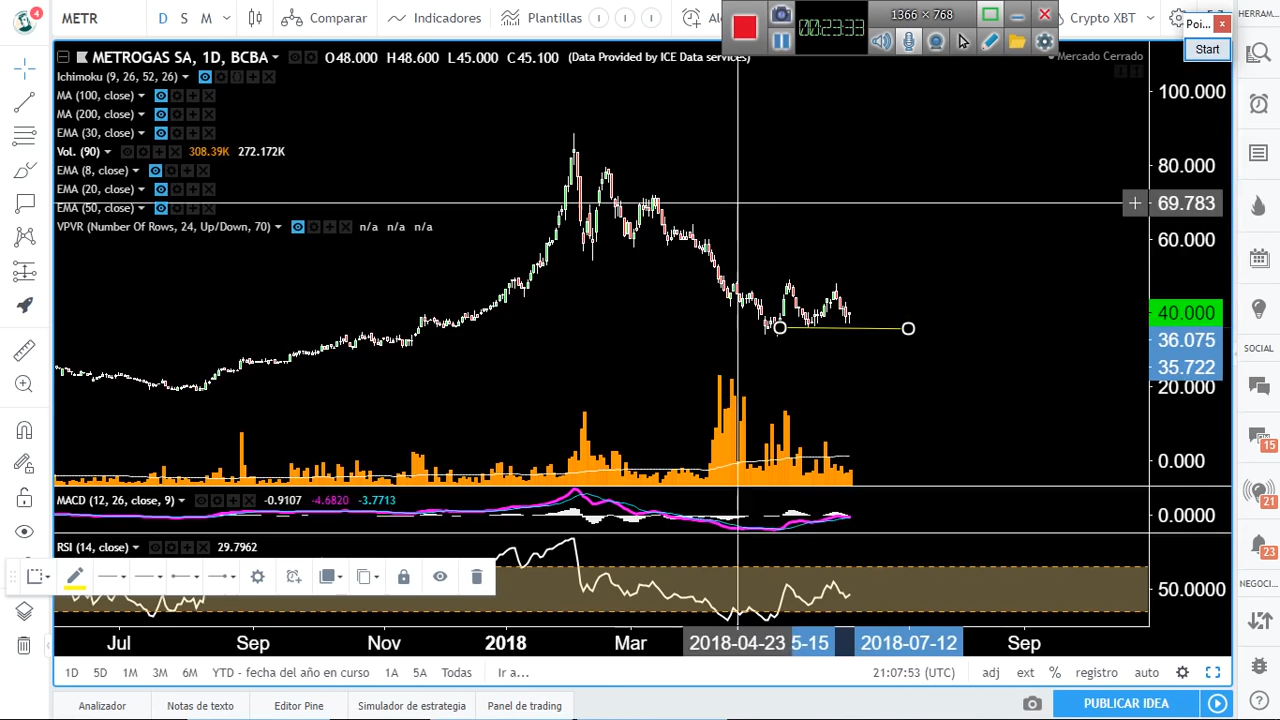 4
METR
D S M
Comparar
Indicadores
Plantillas
1366 × 768
00:23:33
Crypto XBT
HERRAM
Poi...
Start
METROGAS SA, 1D, BCBA
O48.000 H48.600 L45.000 C45.100 (Data Provided by ICE Data services)
Mercado Cerrado
Ichimoku (9, 26, 52, 26)
MA (100, close)
MA (200, close)
EMA (30, close)
Vol. (90) 308.39K 272.172K
EMA (8, close)
EMA (20, close)
EMA (50, close)
VPVR (Number Of Rows, 24, Up/Down, 70) n/a n/a n/a
100.000
80.000
69.783
60.000
40.000
36.075
35.722
20.000
0.000
MACD (12, 26, close, 9) -0.9107 -4.6820 -3.7713
0.0000
RSI (14, close) 29.7962
50.0000
SOCIAL
15
21
23
NEGOCI
Jul Sep Nov 2018 Mar 2018-04-23 5-15 2018-07-12 Sep
1D 5D 1M 3M 6M YTD - fecha del año en curso 1A 5A Todas Ir a...
21:07:53 (UTC) adj ext % registro auto
Analizador Notas de texto Editor Pine Simulador de estrategia Panel de trading
PUBLICAR IDEA